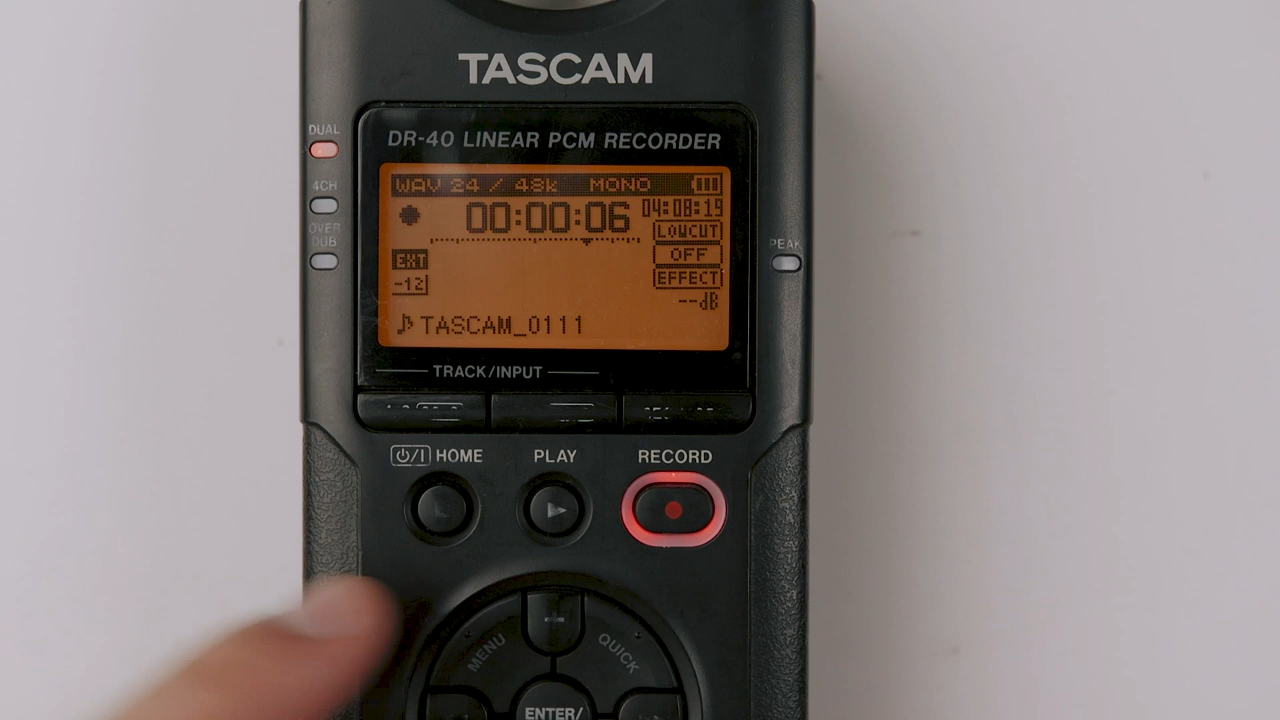 TASCAM
DR-40 LINEAR PCM RECORDER
DUAL
4CH
OVER
DUB
PEAK
WAV 24 / 48k MONO
00:00:06 04:08:19
LOWCUT
OFF
EXT
EFFECT
-12
--dB
TASCAM_0111
TRACK/INPUT
HOME PLAY RECORD
MENU
QUICK
ENTER/